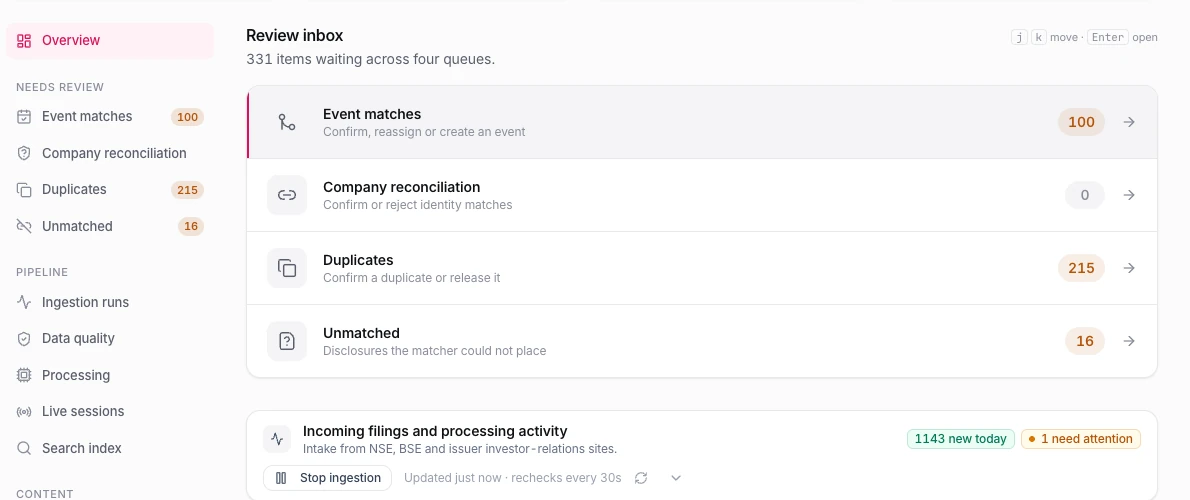 Overview
NEEDS REVIEW
Event matches 100
Company reconciliation
Duplicates 215
Unmatched 16
PIPELINE
Ingestion runs
Data quality
Processing
Live sessions
Search index
CONTENT
Review inbox
331 items waiting across four queues.
j k move · Enter open
Event matches
Confirm, reassign or create an event
100
Company reconciliation
Confirm or reject identity matches
0
Duplicates
Confirm a duplicate or release it
215
Unmatched
Disclosures the matcher could not place
16
Incoming filings and processing activity
Intake from NSE, BSE and issuer investor-relations sites.
1143 new today
1 need attention
Stop ingestion
Updated just now · rechecks every 30s